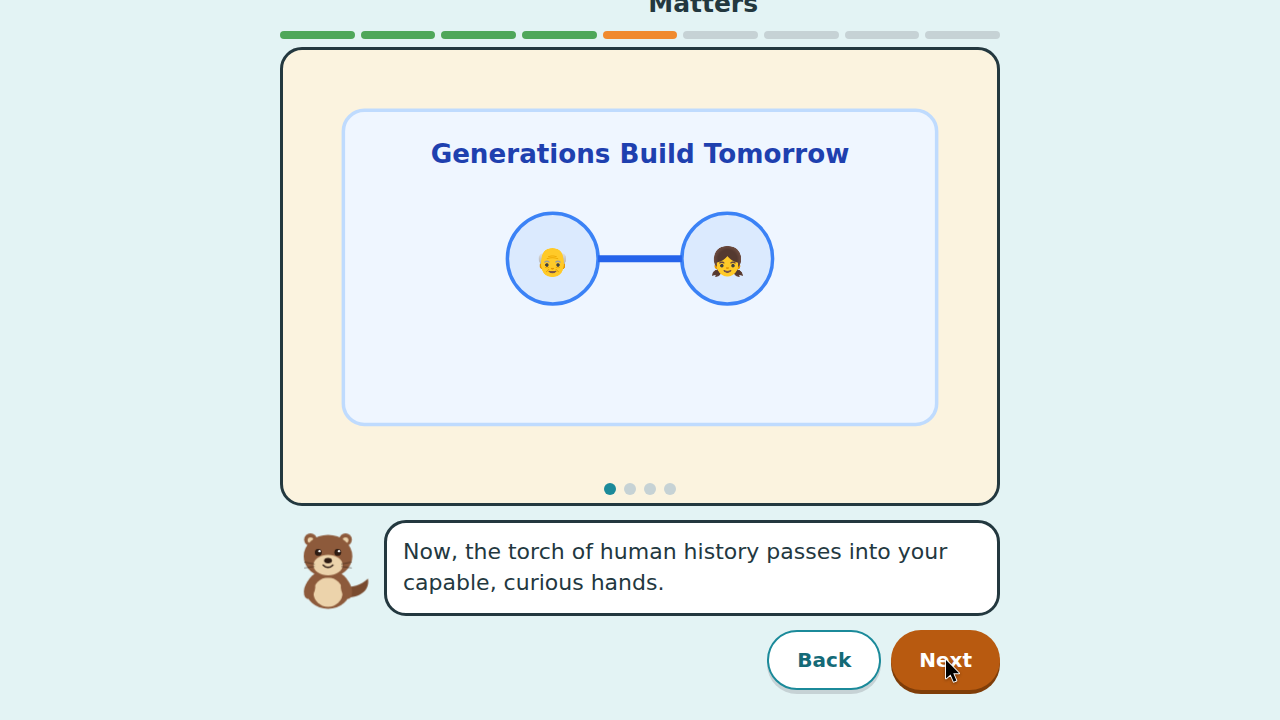 Matters
Generations Build Tomorrow
Now, the torch of human history passes into your
capable, curious hands.
Back
Next